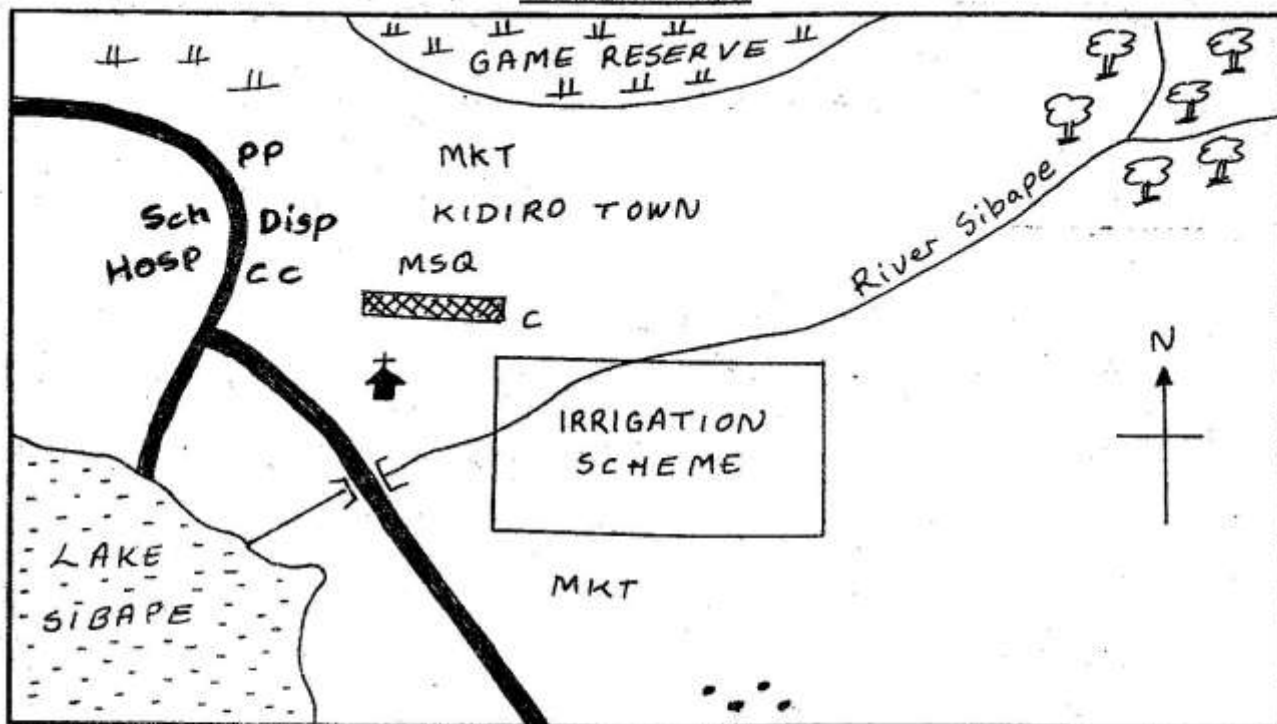 GAME RESERVE
PP
MKT
Sch
Disp
KIDIRO TOWN
Hosp
CC
MSQ
C
River Sibape
N
IRRIGATION
SCHEME
LAKE
SIBAPE
MKT